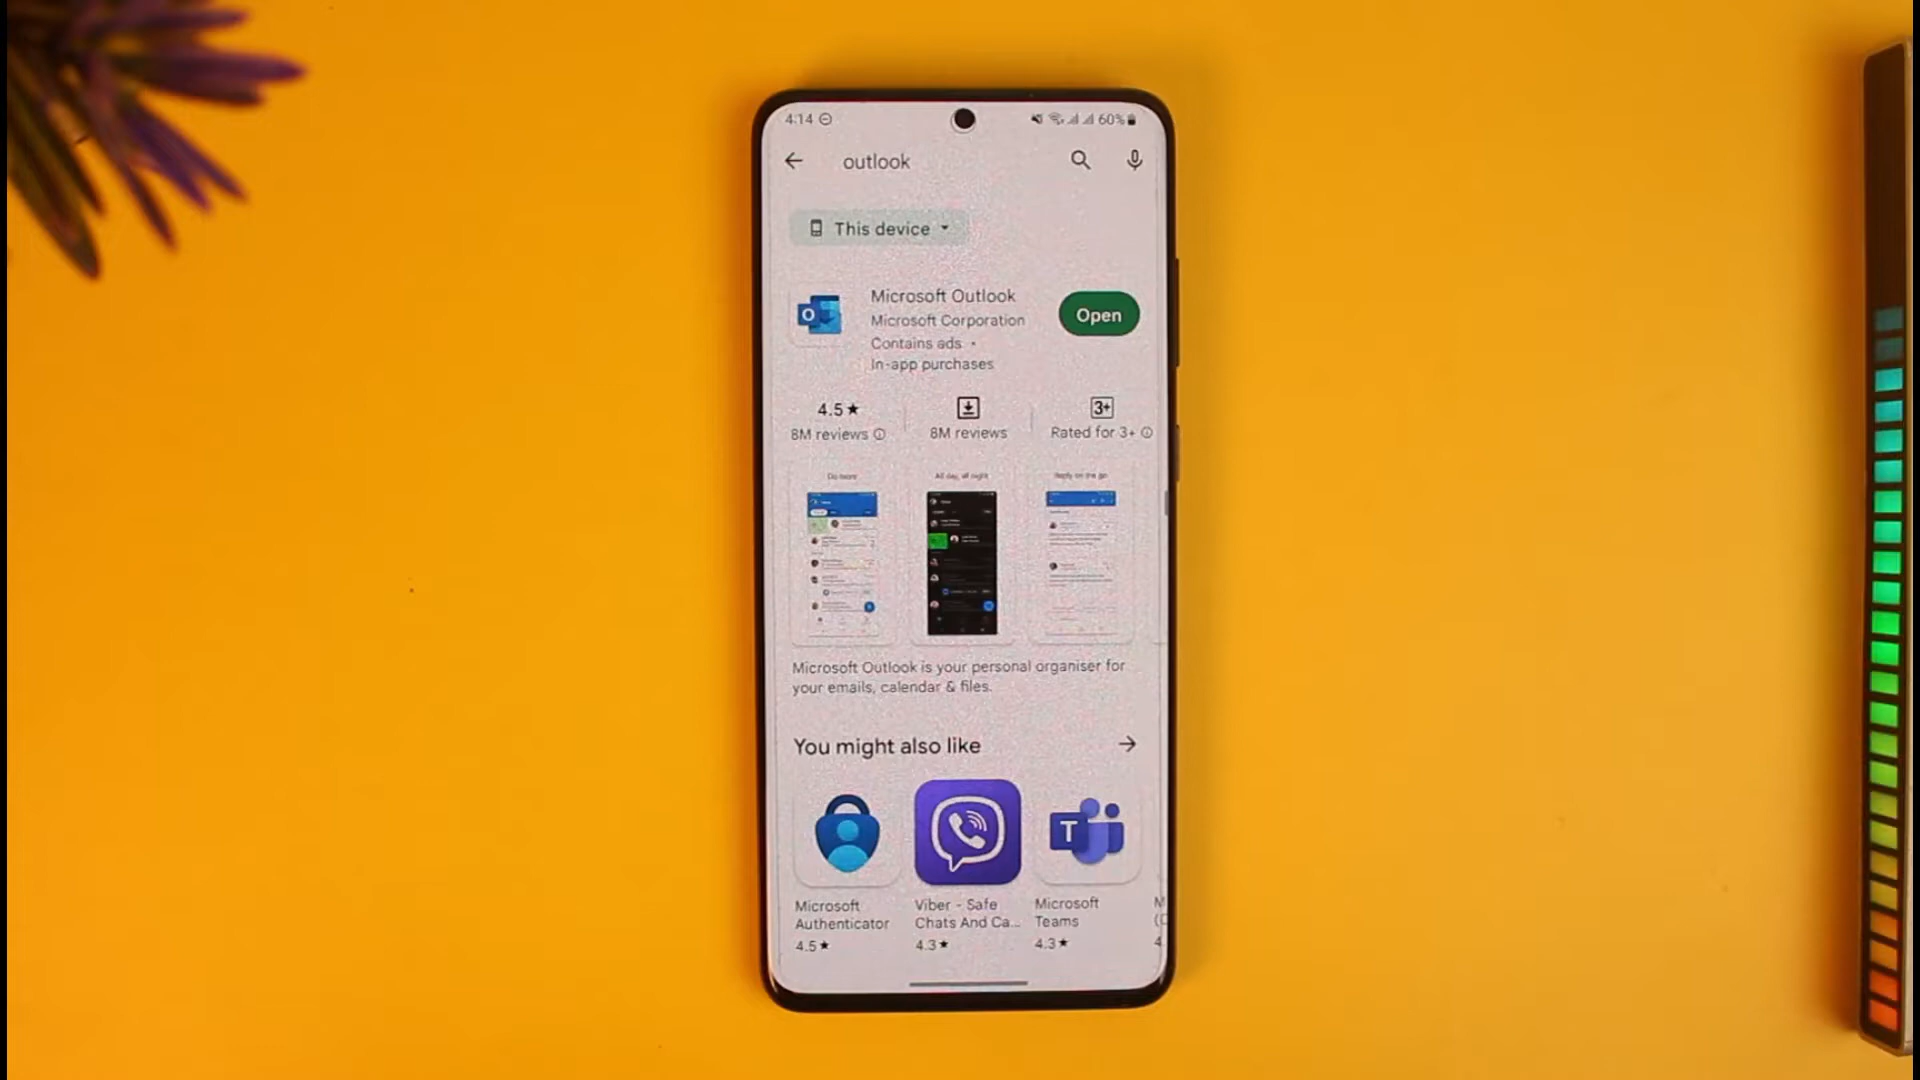 4:14
60%
outlook
This device
Microsoft Outlook
Microsoft Corporation
Contains ads •
In-app purchases
Open
O
4.5★
8M reviews
8M reviews
3+
Rated for 3+
Do more
All day, all night
Reply on the go
Microsoft Outlook is your personal organiser for
your emails, calendar & files.
You might also like
T
Microsoft
Authenticator
4.5★
Viber - Safe
Chats And Ca...
4.3★
Microsoft
Teams
4.3★
M
4